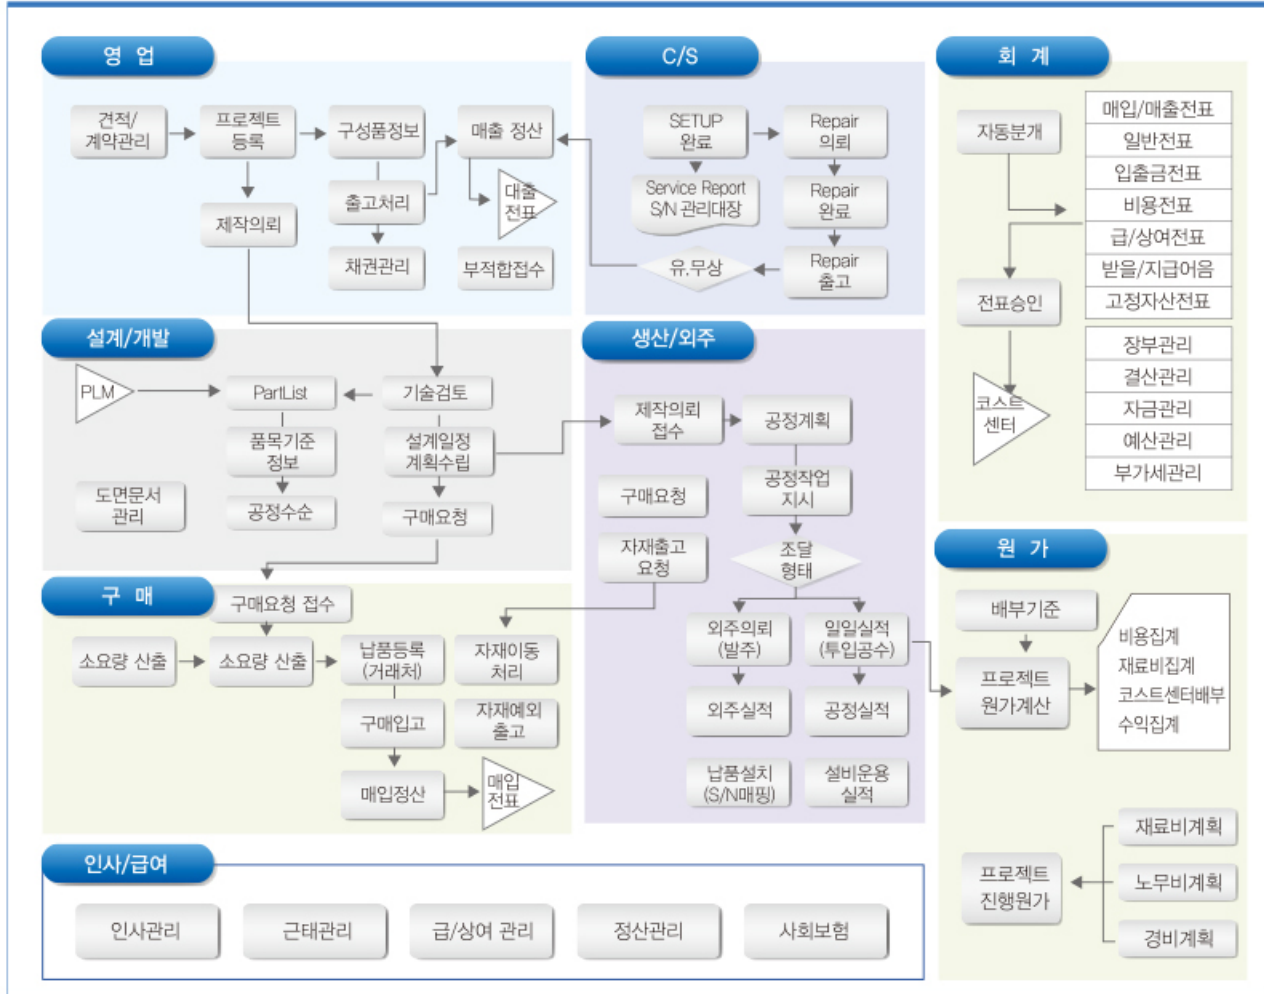 영 업
견적/
계약관리
프로젝트
등록
구성품정보
매출 정산
제작의뢰
출고처리
대출
전표
채권관리
부적합접수
C/S
SETUP
완료
Repair
의뢰
Service Report
S/N 관리대장
Repair
완료
유.무상
Repair
출고
회 계
자동분개
매입/매출전표
일반전표
입출금전표
비용전표
급/상여전표
받을/지급어음
고정자산전표
전표승인
코스트
센터
장부관리
결산관리
자금관리
예산관리
부가세관리
설계/개발
PLM
PartList
기술검토
품목기준
정보
설계일정
계획수립
도면문서
관리
공정수순
구매요청
생산/외주
제작의뢰
접수
공정계획
구매요청
공정작업
지시
자재출고
요청
조달
형태
외주의뢰
(발주)
일일실적
(투입공수)
외주실적
공정실적
납품설치
(S/N매핑)
설비운용
실적
구 매
구매요청 접수
소요량 산출
소요량 산출
납품등록
(거래처)
자재이동
처리
구매입고
자재예외
출고
매입정산
매입
전표
원 가
배부기준
프로젝트
원가계산
비용집계
재료비집계
코스트센터배부
수익집계
프로젝트
진행원가
재료비계획
노무비계획
경비계획
인사/급여
인사관리
근태관리
급/상여 관리
정산관리
사회보험